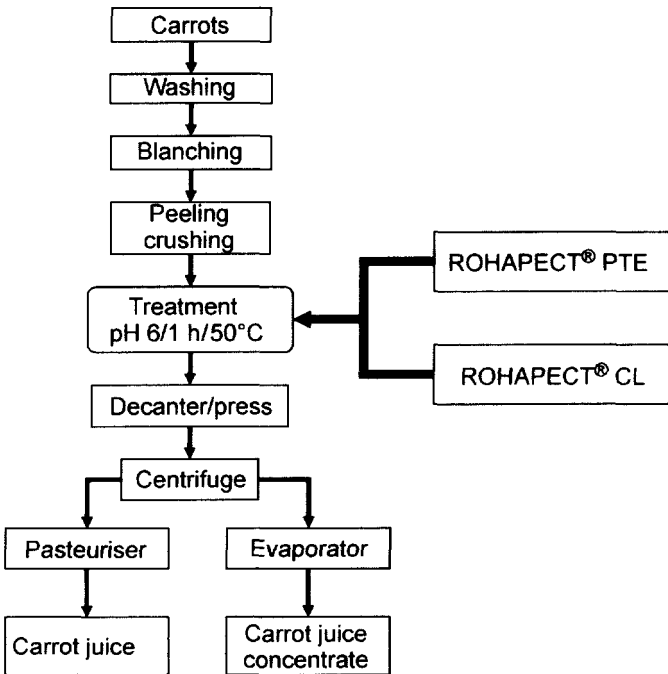 Carrots
Washing
Blanching
Peeling
crushing
ROHAPECT® PTE
Treatment
pH 6/1 h/50°C
ROHAPECT® CL
Decanter/press
Centrifuge
Pasteuriser
Evaporator
Carrot juice
Carrot juice
concentrate